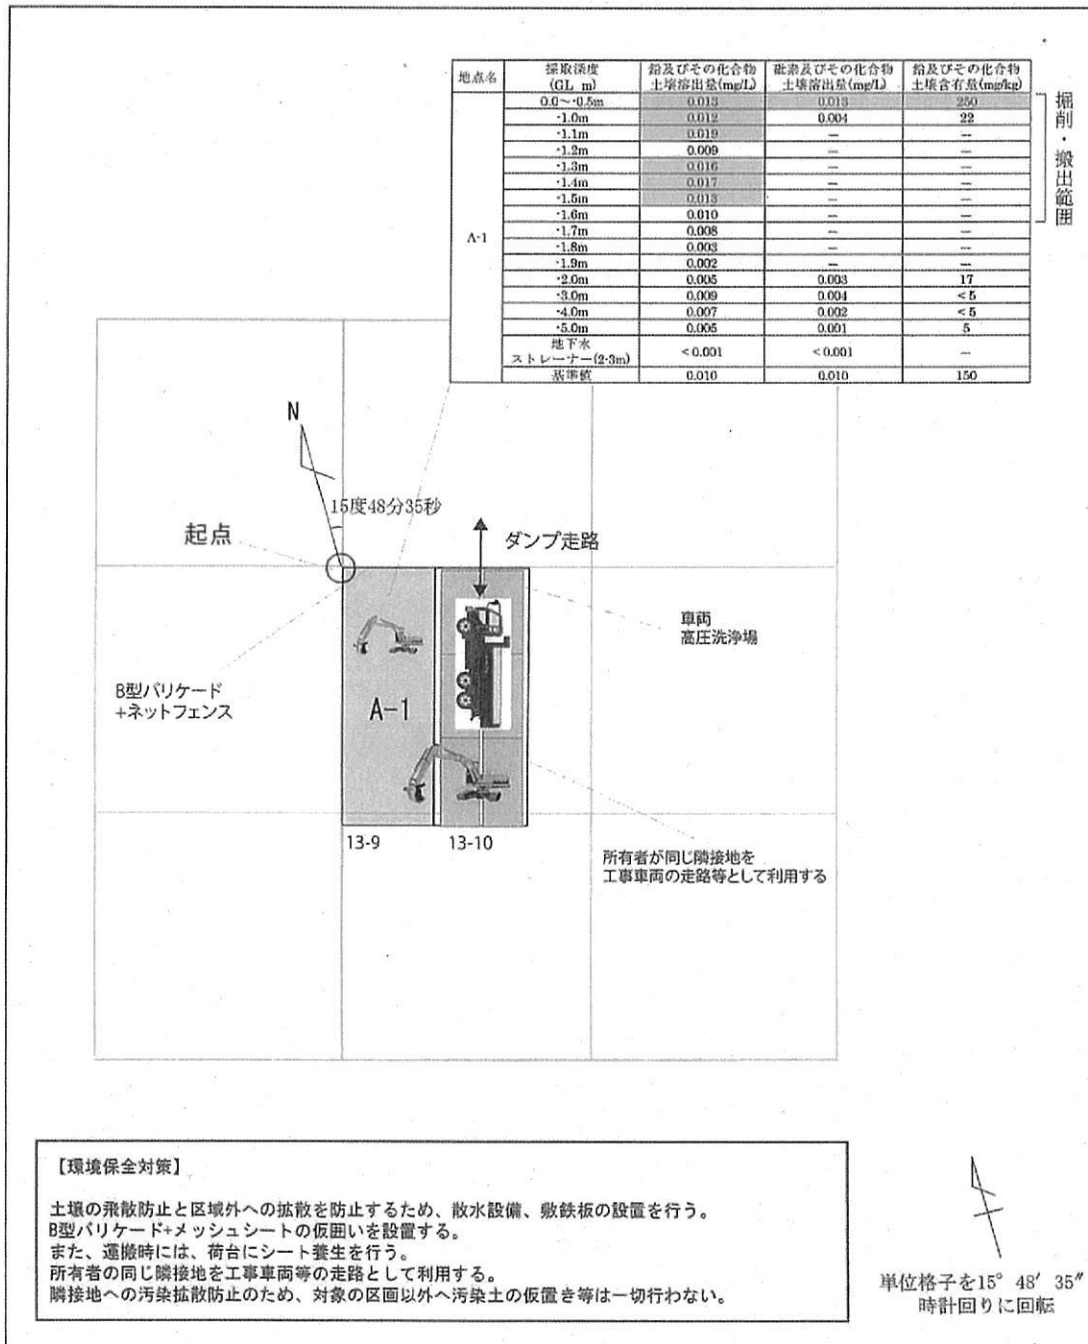 地点名 採取深度 (GL m) 鉛及びその化合物 土壌溶出量(mg/L) 砒素及びその化合物 土壌溶出量(mg/L) 鉛及びその化合物 土壌含有量(mg/kg)
A-1
0.0～-0.5m 0.013 0.013 250
-1.0m 0.012 0.004 22
-1.1m 0.019 — —
-1.2m 0.009 — —
-1.3m 0.016 — —
-1.4m 0.017 — —
-1.5m 0.013 — —
-1.6m 0.010 — —
-1.7m 0.008 — —
-1.8m 0.003 — —
-1.9m 0.002 — —
-2.0m 0.005 0.003 17
-3.0m 0.009 0.004 <5
-4.0m 0.007 0.002 <5
-5.0m 0.005 0.001 5
地下水 ストレーナー(2-3m) <0.001 <0.001 —
基準値 0.010 0.010 150
掘削・搬出範囲
N
15度48分35秒
起点
ダンプ走路
車両
高圧洗浄場
B型バリケード
+ネットフェンス
A-1
13-9
13-10
所有者が同じ隣接地を
工事車両の走路等として利用する
【環境保全対策】
土壌の飛散防止と区域外への拡散を防止するため、散水設備、敷鉄板の設置を行う。
B型バリケード+メッシュシートの仮囲いを設置する。
また、運搬時には、荷台にシート養生を行う。
所有者の同じ隣接地を工事車両等の走路として利用する。
隣接地への汚染拡散防止のため、対象の区画以外へ汚染土の仮置き等は一切行わない。
単位格子を15° 48′ 35″
時計回りに回転